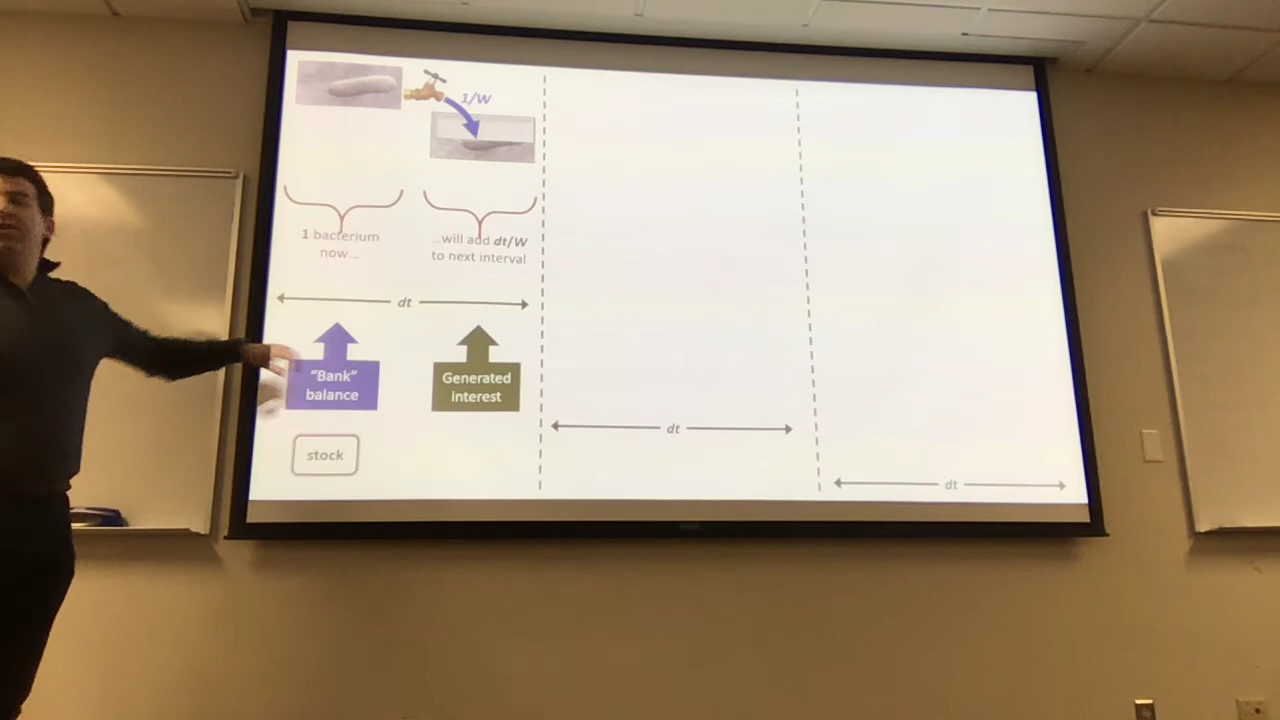 1/W
1 bacterium
now...
...will add dt/W
to next interval
dt
"Bank"
balance
Generated
interest
stock
dt
dt